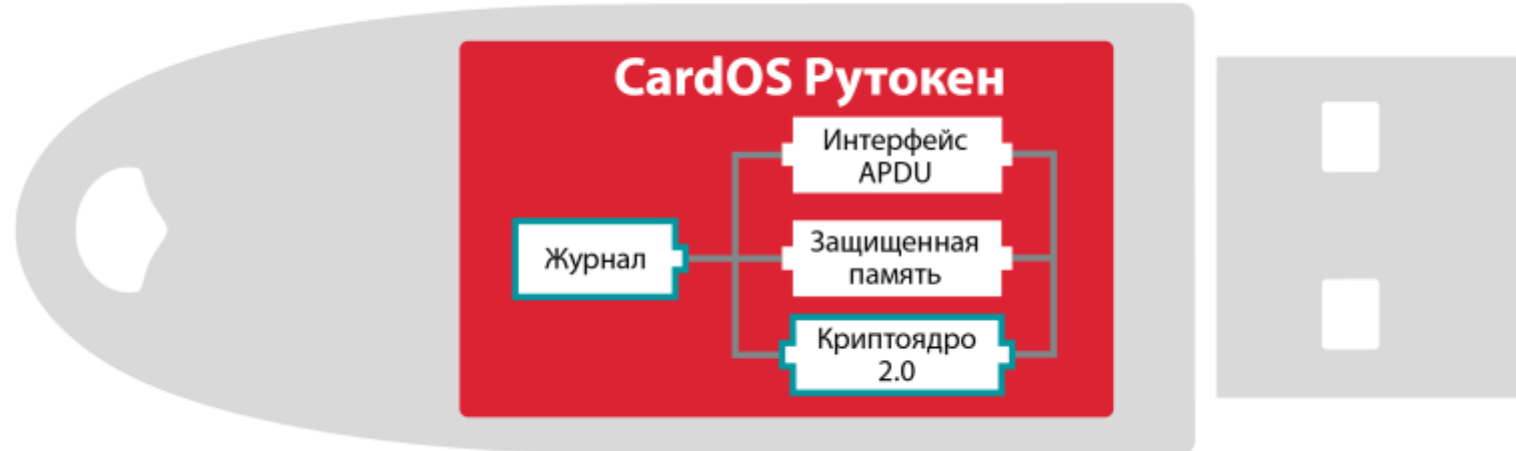 CardOS Рутокен
Интерфейс
APDU
Журнал
Защищенная
память
Криптоядро
2.0